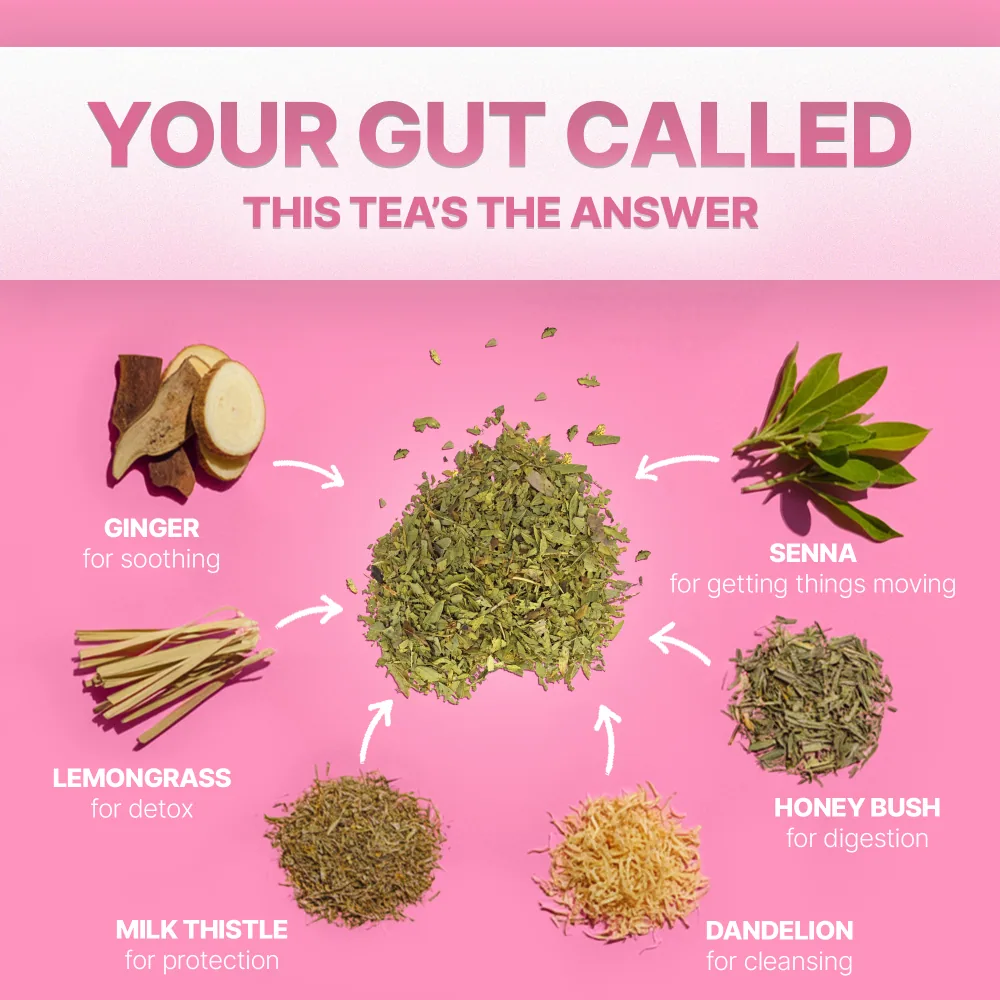 YOUR GUT CALLED
THIS TEA'S THE ANSWER
GINGER
for soothing
SENNA
for getting things moving
LEMONGRASS
for detox
HONEY BUSH
for digestion
MILK THISTLE
for protection
DANDELION
for cleansing